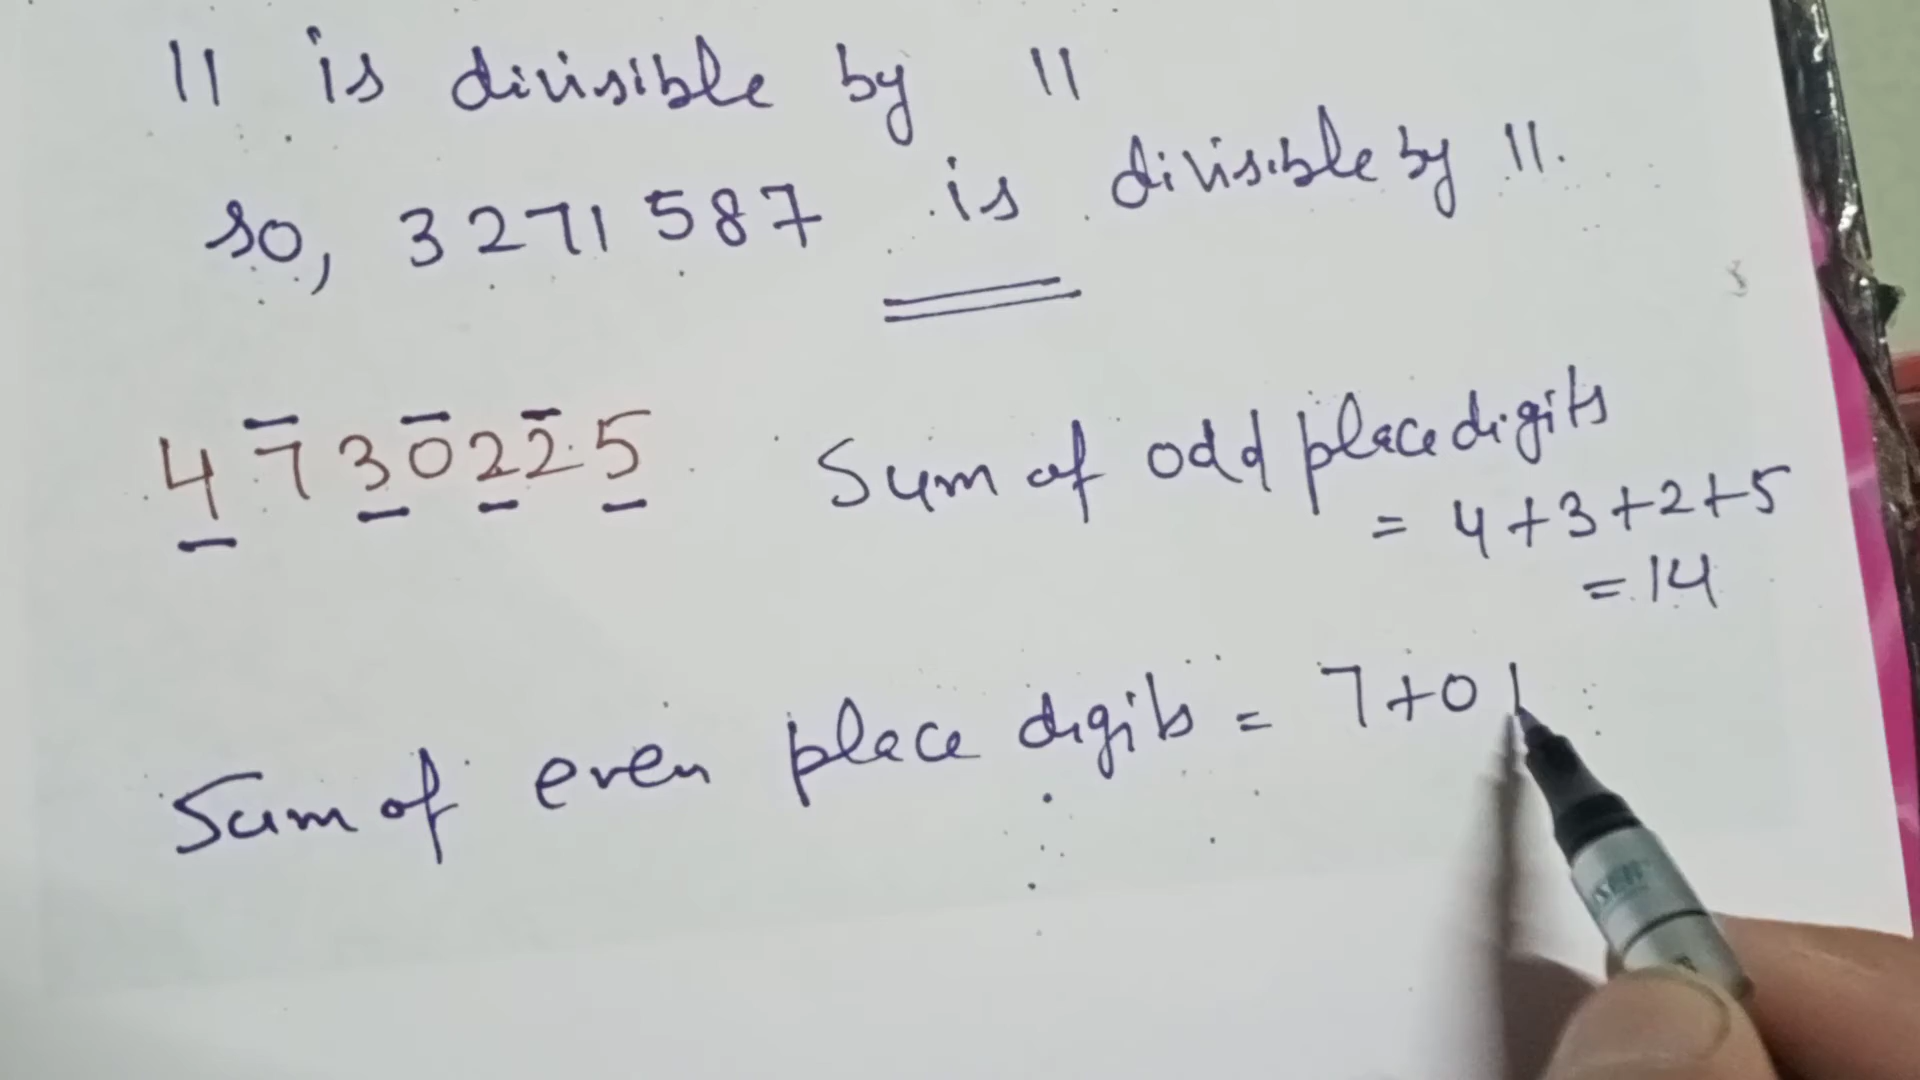 11 is divisible by 11
so, 3271587 is divisible by 11.
4730225 Sum of odd place digits
= 4+3+2+5
= 14
Sum of even place digits = 7+0